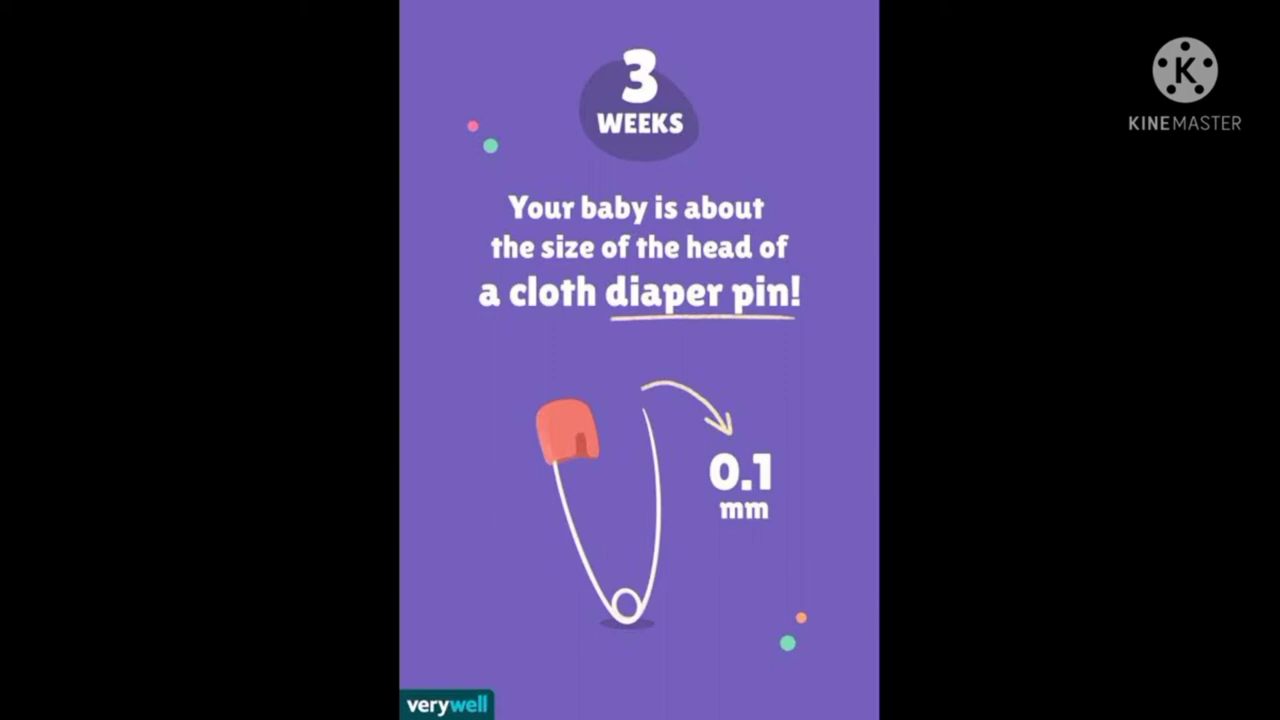 3
WEEKS
Your baby is about
the size of the head of
a cloth diaper pin!
0.1
mm
verywell
K
KINEMASTER